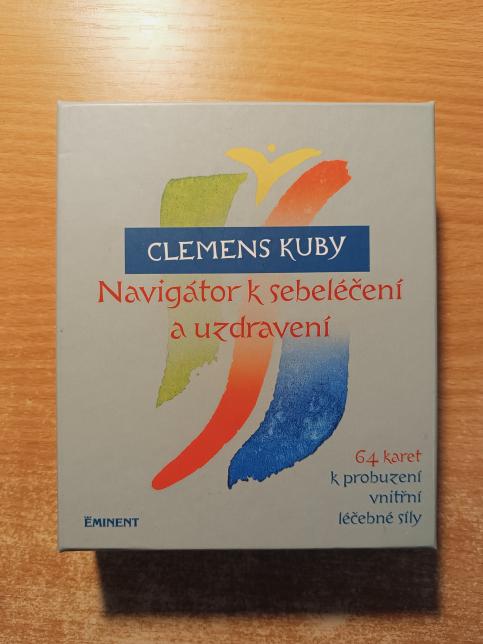 CLEMENS KUBY
Navigátor k sebeléčení
a uzdravení
64 karet
k probuzení
vnitřní
léčebné síly
EMINENT